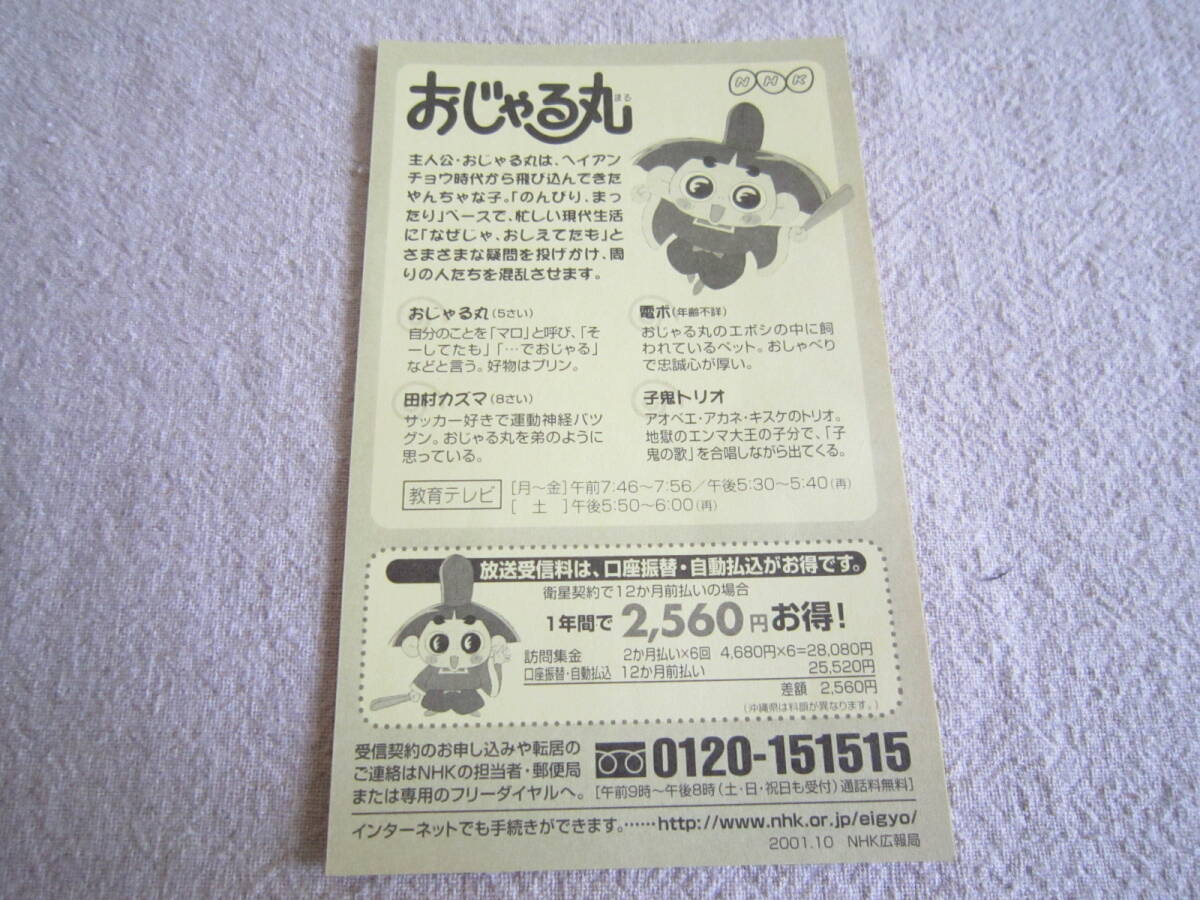 NHK
おじゃる丸
まる
主人公・おじゃる丸は、ヘイアン
チョウ時代から飛び込んできた
やんちゃな子。「のんびり、まっ
たり」ペースで、忙しい現代生活
に「なぜじゃ、おしえてたも」と
さまざまな疑問を投げかけ、周
りの人たちを混乱させます。
おじゃる丸(5さい)
自分のことを「マロ」と呼び、「そ
ーしてたも」「…でおじゃる」
などと言う。好物はプリン。
田村カズマ(8さい)
サッカー好きで運動神経バツ
グン。おじゃる丸を弟のように
思っている。
電ボ(年齢不詳)
おじゃる丸のエボシの中に飼
われているペット。おしゃべり
で忠誠心が厚い。
子鬼トリオ
アオベエ・アカネ・キスケのトリオ。
地獄のエンマ大王の子分で、「子
鬼の歌」を合唱しながら出てくる。
教育テレビ
[月〜金]午前7:46〜7:56/午後5:30〜5:40(再)
[ 土 ]午後5:50〜6:00(再)
放送受信料は、口座振替・自動払込がお得です。
衛星契約で12か月前払いの場合
1年間で2,560円お得!
訪問集金 2か月払い×6回 4,680円×6=28,080円
口座振替・自動払込 12か月前払い 25,520円
差額 2,560円
(沖縄県は料額が異なります。)
受信契約のお申し込みや転居の
ご連絡はNHKの担当者・郵便局
または専用のフリーダイヤルへ。
0120-151515
[午前9時〜午後8時(土・日・祝日も受付)通話料無料]
インターネットでも手続きができます。……http://www.nhk.or.jp/eigyo/
2001.10 NHK広報局